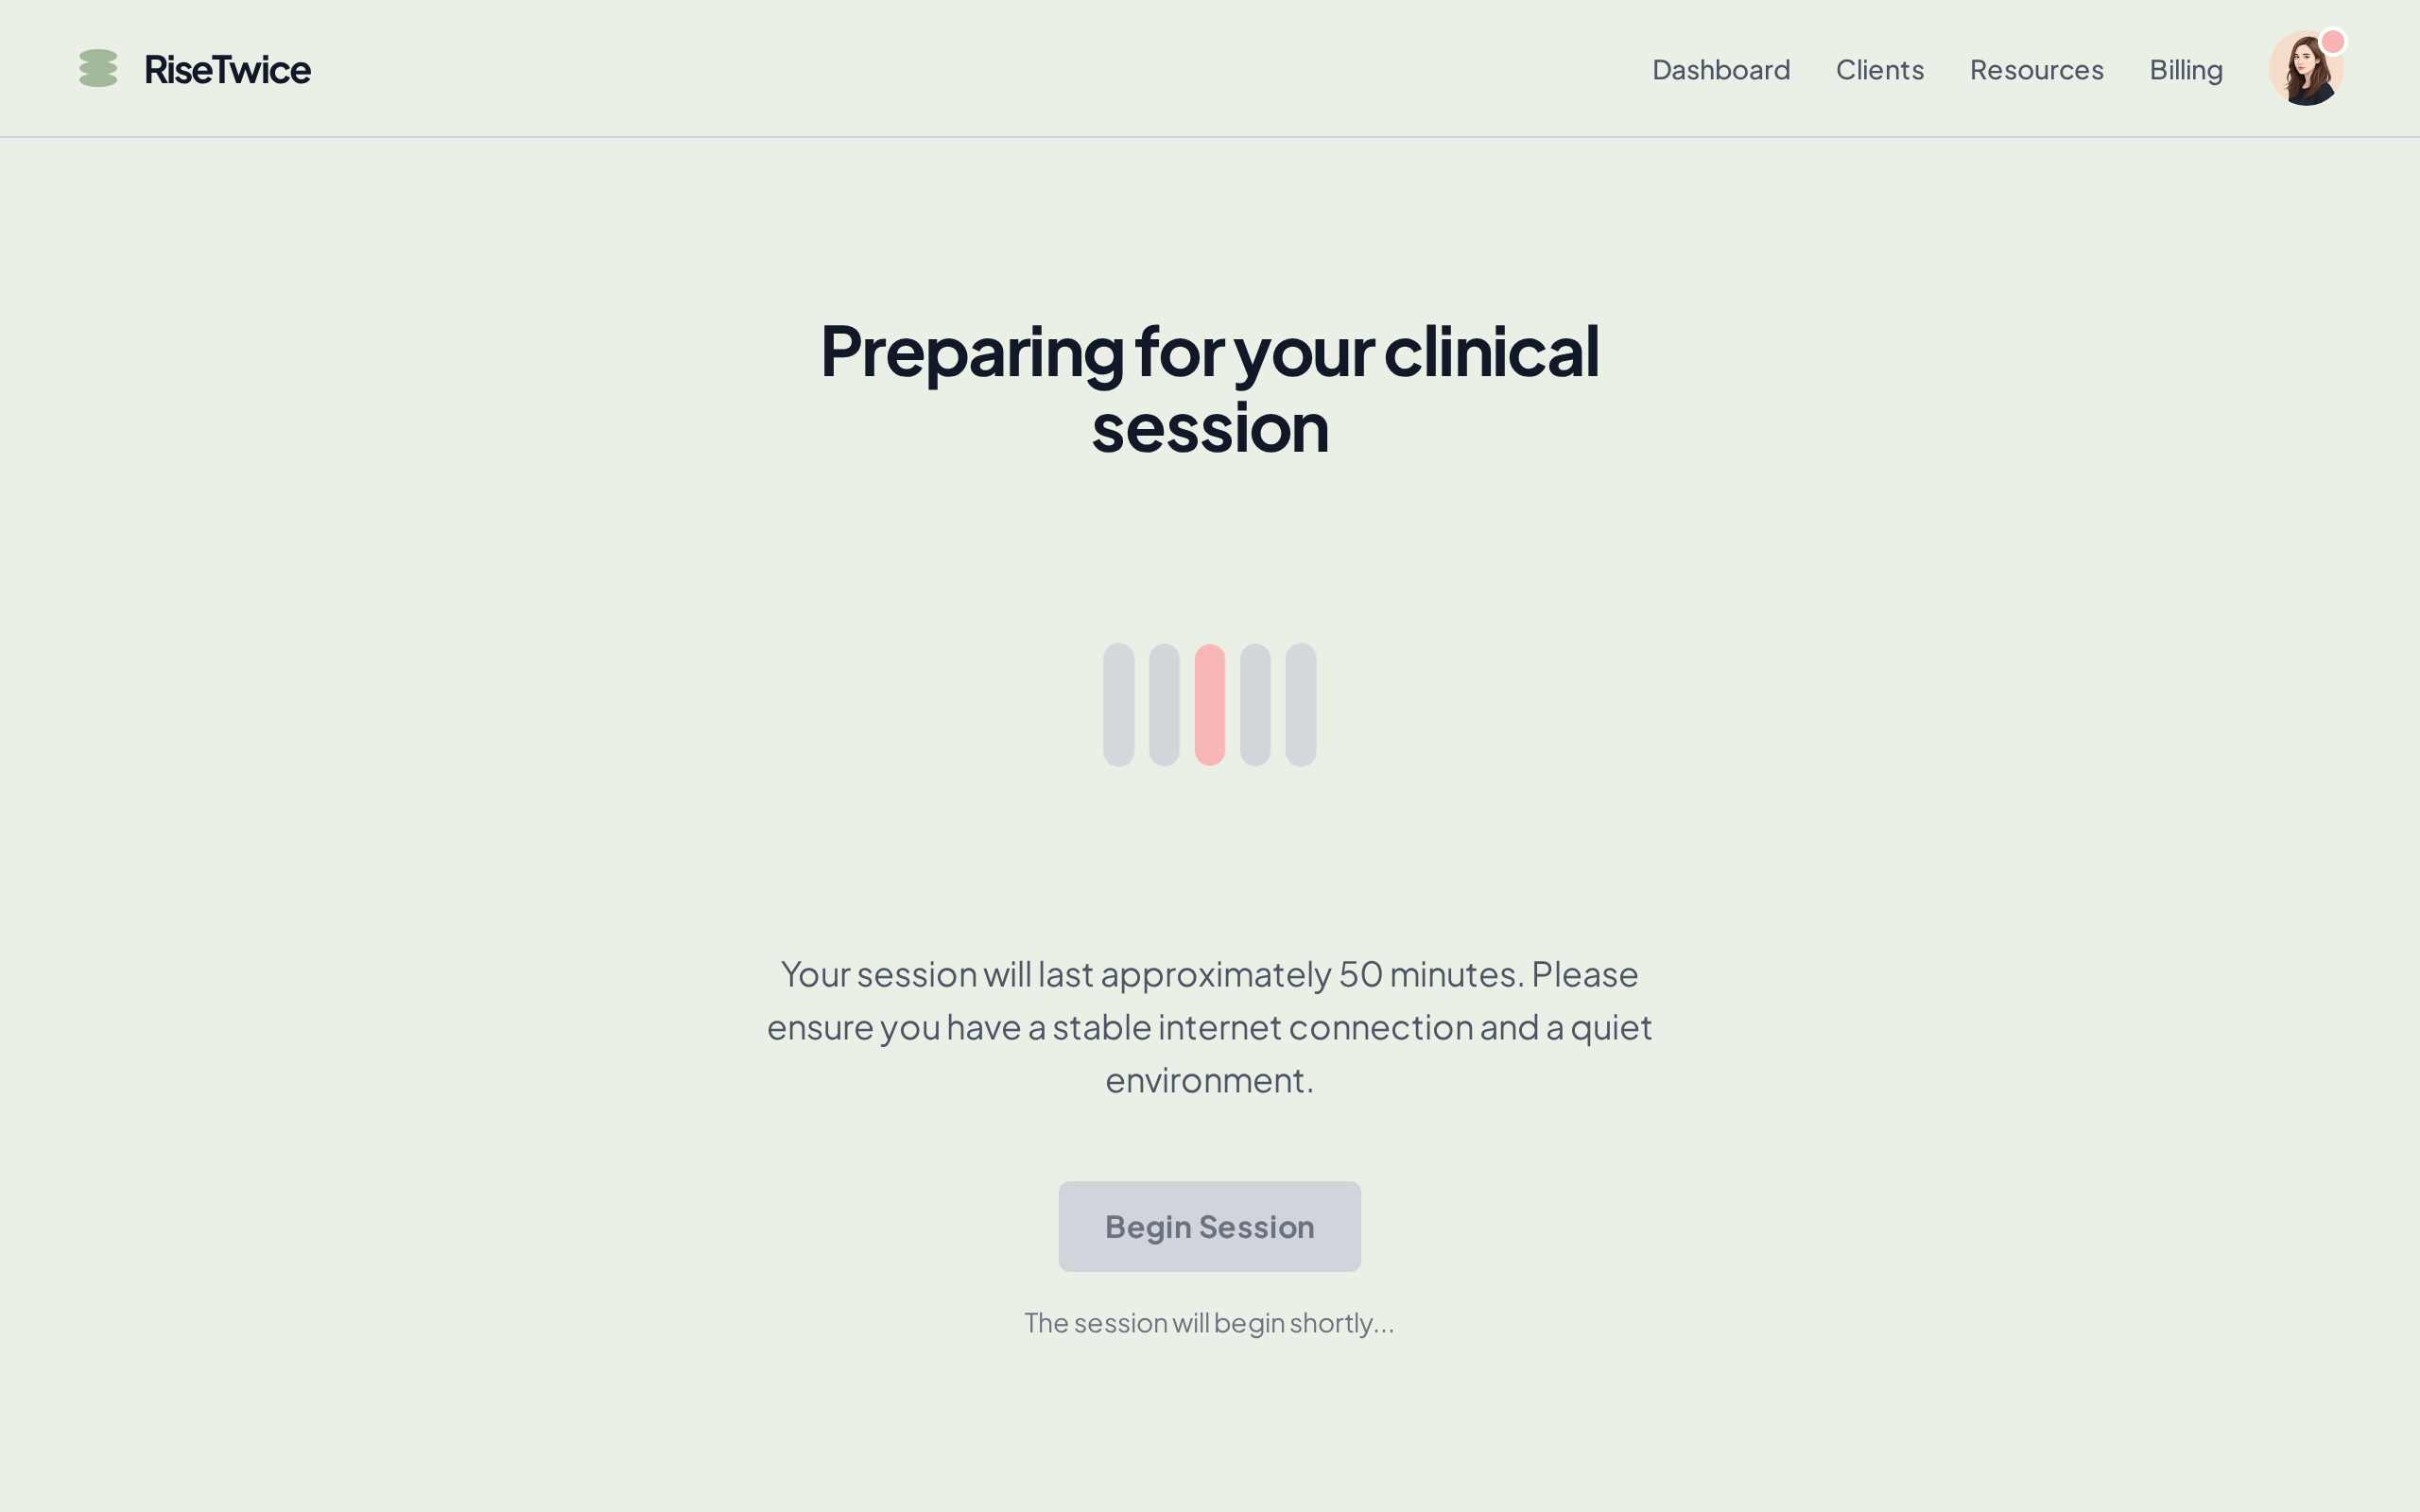 RiseTwice
Dashboard
Clients
Resources
Billing
Preparing for your clinical
session
Your session will last approximately 50 minutes. Please
ensure you have a stable internet connection and a quiet
environment.
Begin Session
The session will begin shortly...